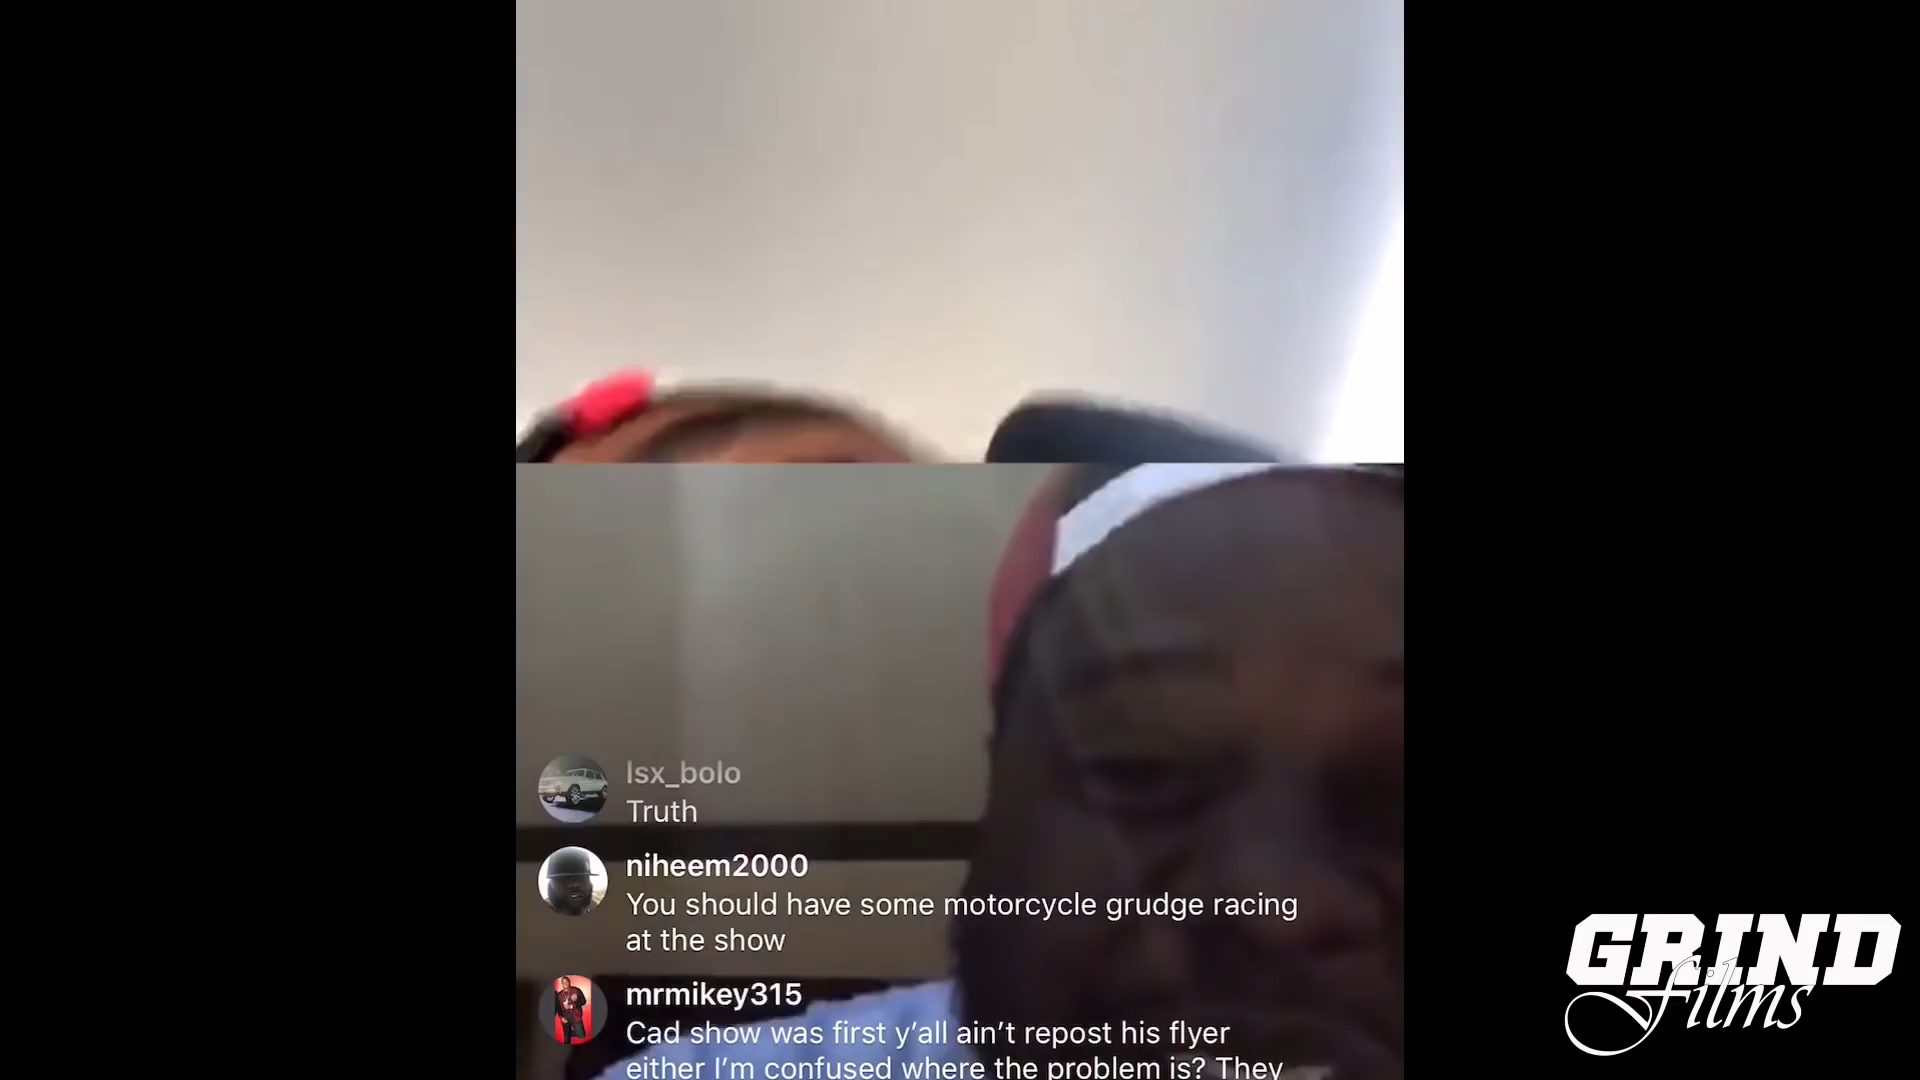 lsx_bolo
Truth
niheem2000
You should have some motorcycle grudge racing
at the show
mrmikey315
Cad show was first y’all ain’t repost his flyer
either I’m confused where the problem is? They
GRIND
Films